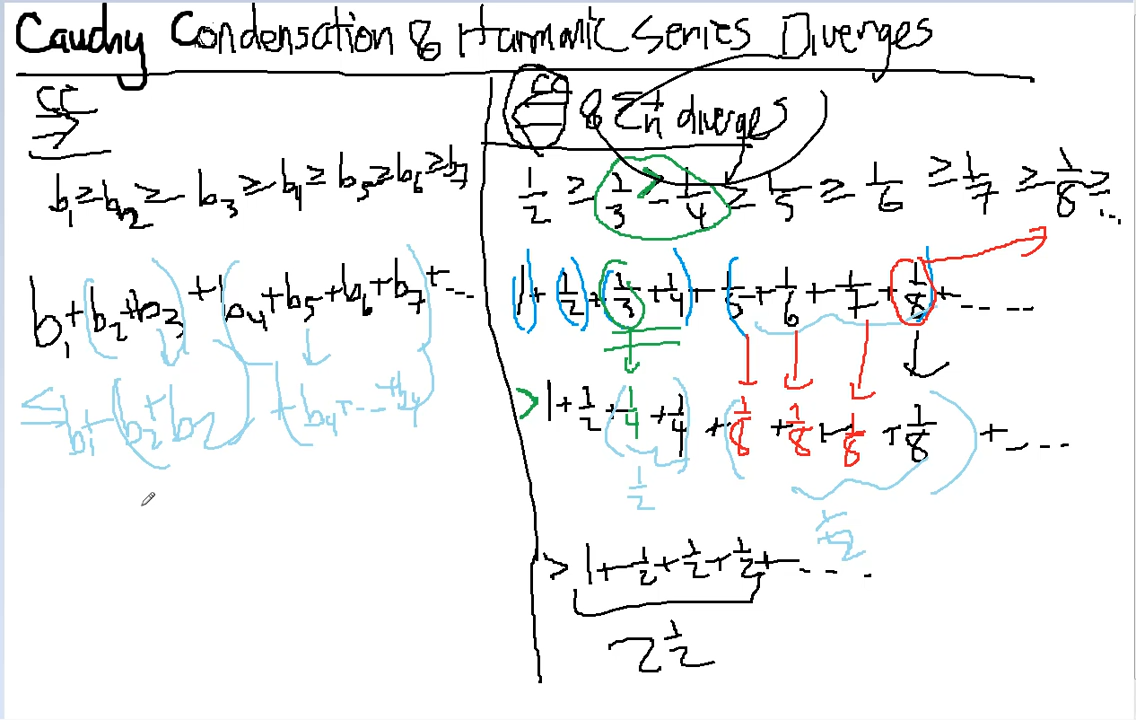 Cauchy Condensation & Harmonic Series Diverges
CC ⇒
b₁ ≥ b₂ ≥ b₃ ≥ b₄ ≥ b₅ ≥ b₆ ≥ b₇
b₁ + (b₂ + b₃) + (b₄ + b₅ + b₆ + b₇) + ...
≤ b₁ + (b₂ + b₂) + (b₄ + ... + b₄)
CC ⇐ & Σ 1/n diverges
1/2 ≥ 1/3 > 1/4 ≥ 1/5 ≥ 1/6 ≥ 1/7 ≥ 1/8 ≥ ...
(1) + (1/2) + (1/3 + 1/4) + (1/5 + 1/6 + 1/7 + 1/8) + ....
> 1 + 1/2 + (1/4 + 1/4) + (1/8 + 1/8 + 1/8 + 1/8) + ....
1/2 + 1/2
> 1 + 1/2 + 1/2 + 1/2 + ....
2 1/2